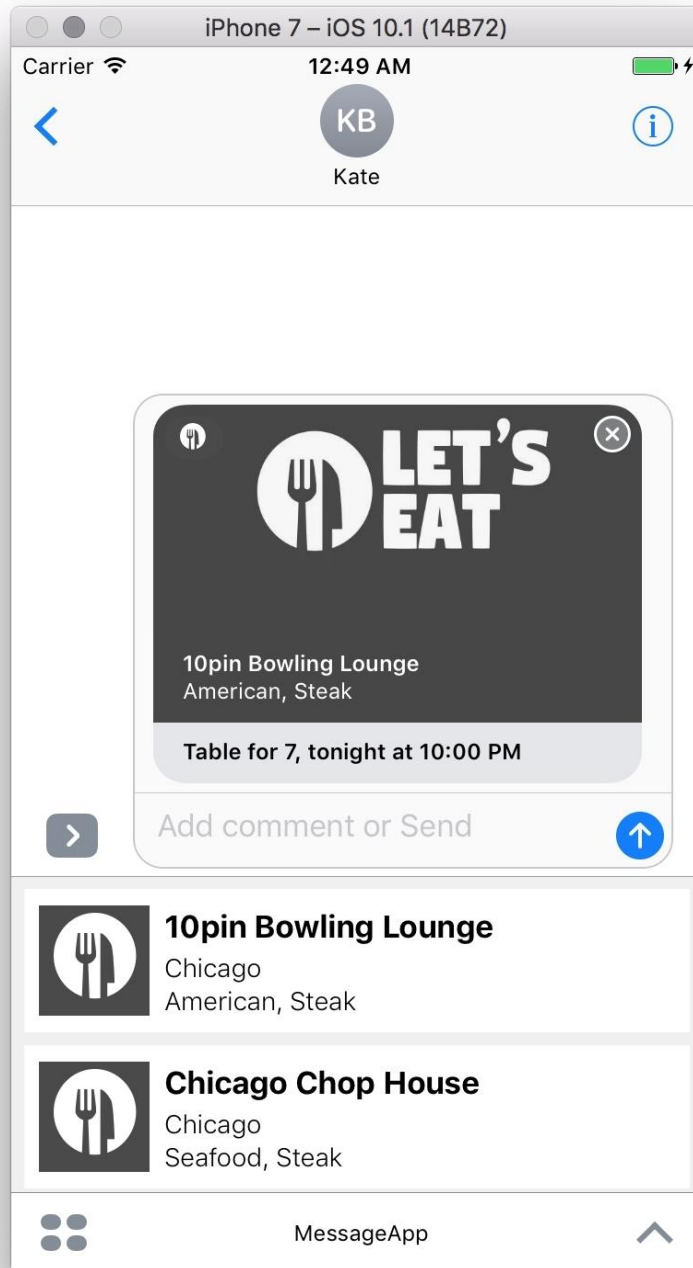 iPhone 7 – iOS 10.1 (14B72)
Carrier 12:49 AM
KB
Kate
LET'S
EAT
10pin Bowling Lounge
American, Steak
Table for 7, tonight at 10:00 PM
Add comment or Send
10pin Bowling Lounge
Chicago
American, Steak
Chicago Chop House
Chicago
Seafood, Steak
MessageApp